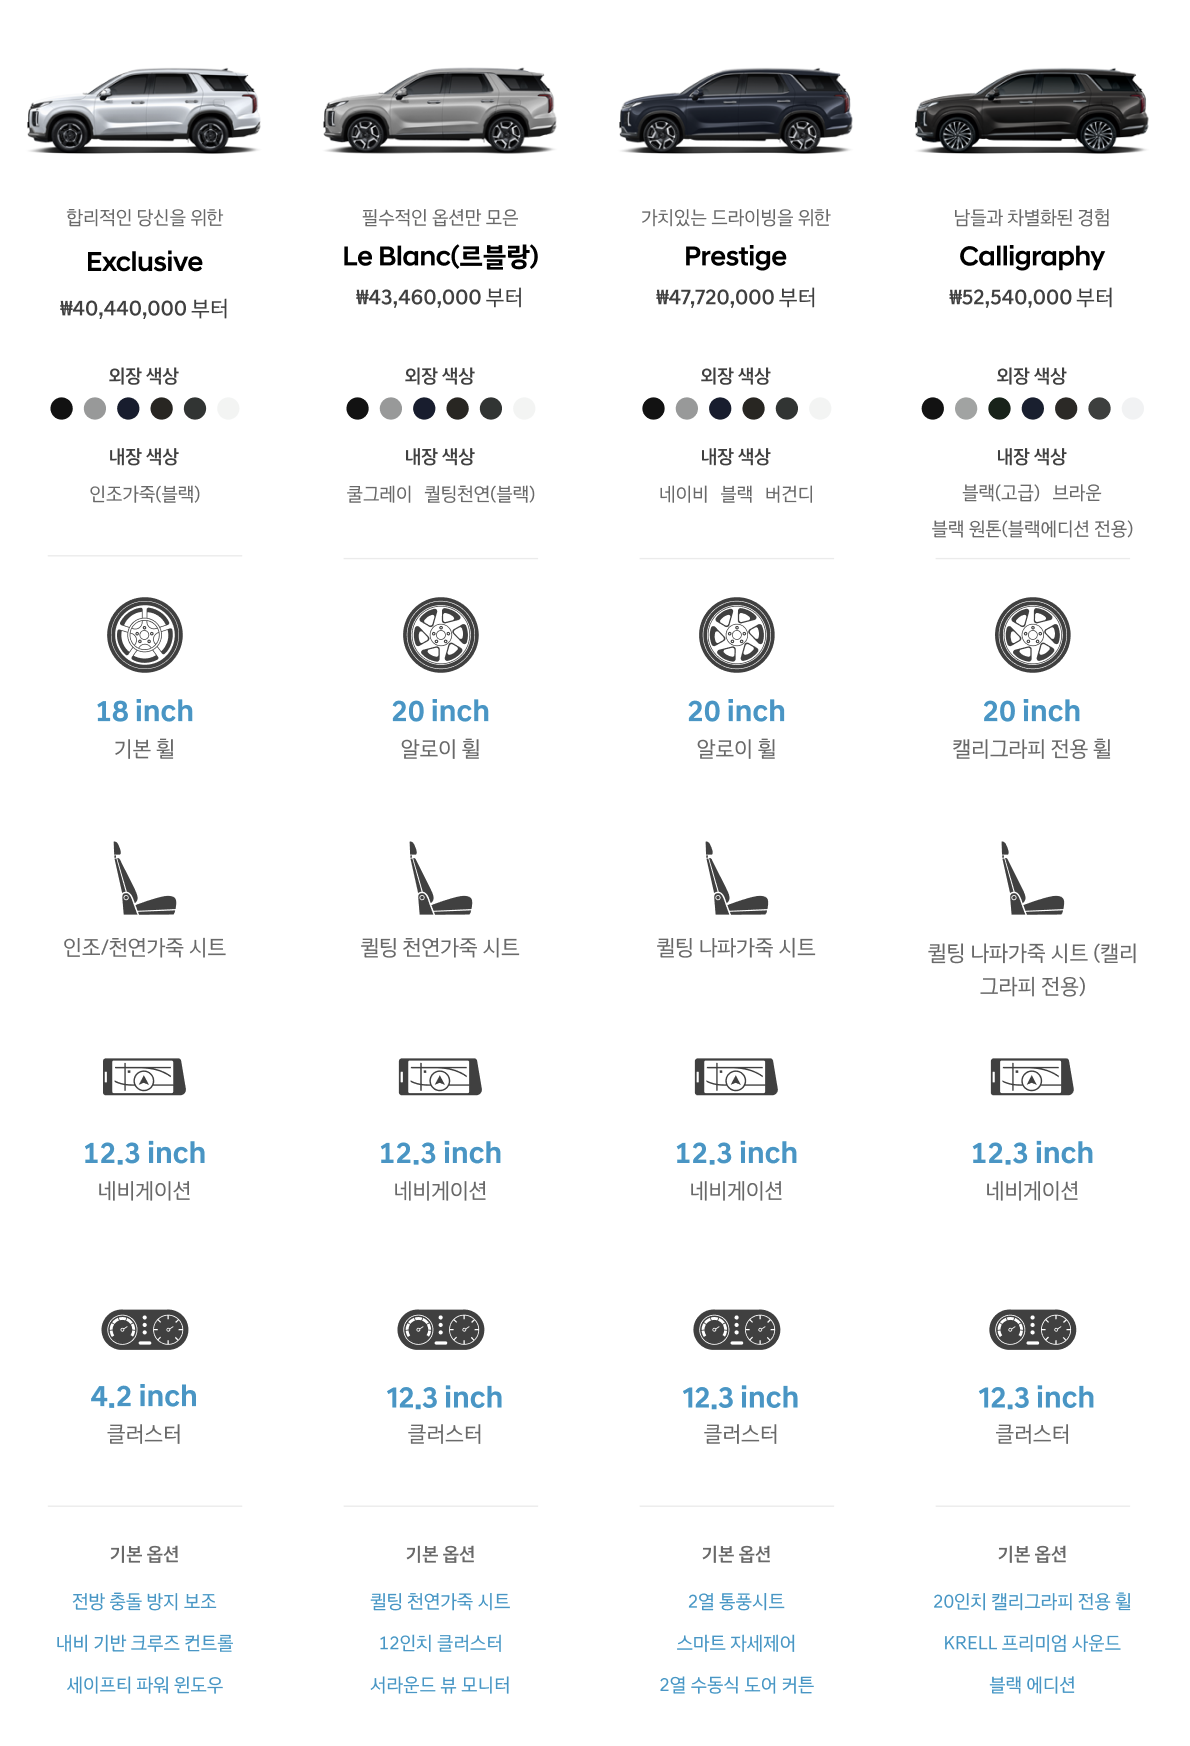 합리적인 당신을 위한
Exclusive
₩40,440,000 부터
외장 색상
내장 색상
인조가죽(블랙)
18 inch
기본 휠
인조/천연가죽 시트
12.3 inch
네비게이션
4.2 inch
클러스터
기본 옵션
전방 충돌 방지 보조
내비 기반 크루즈 컨트롤
세이프티 파워 윈도우
필수적인 옵션만 모은
Le Blanc(르블랑)
₩43,460,000 부터
외장 색상
내장 색상
쿨그레이 퀼팅천연(블랙)
20 inch
알로이 휠
퀼팅 천연가죽 시트
12.3 inch
네비게이션
12.3 inch
클러스터
기본 옵션
퀼팅 천연가죽 시트
12인치 클러스터
서라운드 뷰 모니터
가치있는 드라이빙을 위한
Prestige
₩47,720,000 부터
외장 색상
내장 색상
네이비 블랙 버건디
20 inch
알로이 휠
퀼팅 나파가죽 시트
12.3 inch
네비게이션
12.3 inch
클러스터
기본 옵션
2열 통풍시트
스마트 자세제어
2열 수동식 도어 커튼
남들과 차별화된 경험
Calligraphy
₩52,540,000 부터
외장 색상
내장 색상
블랙(고급) 브라운
블랙 원톤(블랙에디션 전용)
20 inch
캘리그라피 전용 휠
퀼팅 나파가죽 시트 (캘리
그라피 전용)
12.3 inch
네비게이션
12.3 inch
클러스터
기본 옵션
20인치 캘리그라피 전용 휠
KRELL 프리미엄 사운드
블랙 에디션